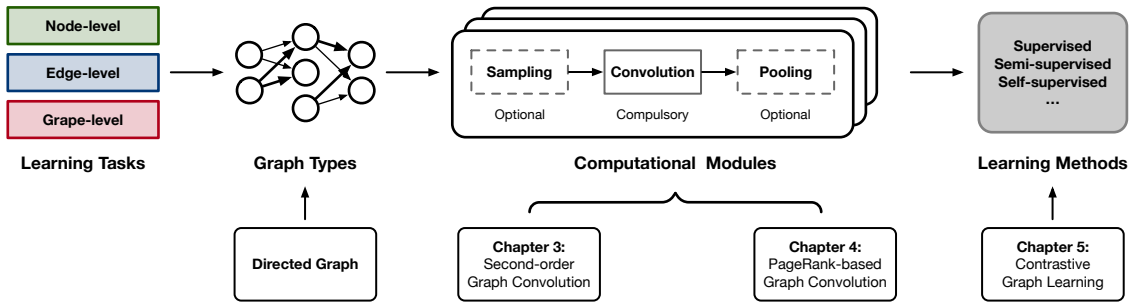 Node-level
Edge-level
Grape-level
Learning Tasks
Graph Types
Sampling
Convolution
Pooling
Optional
Compulsory
Optional
Computational Modules
Supervised
Semi-supervised
Self-supervised
...
Learning Methods
Directed Graph
Chapter 3:
Second-order
Graph Convolution
Chapter 4:
PageRank-based
Graph Convolution
Chapter 5:
Contrastive
Graph Learning